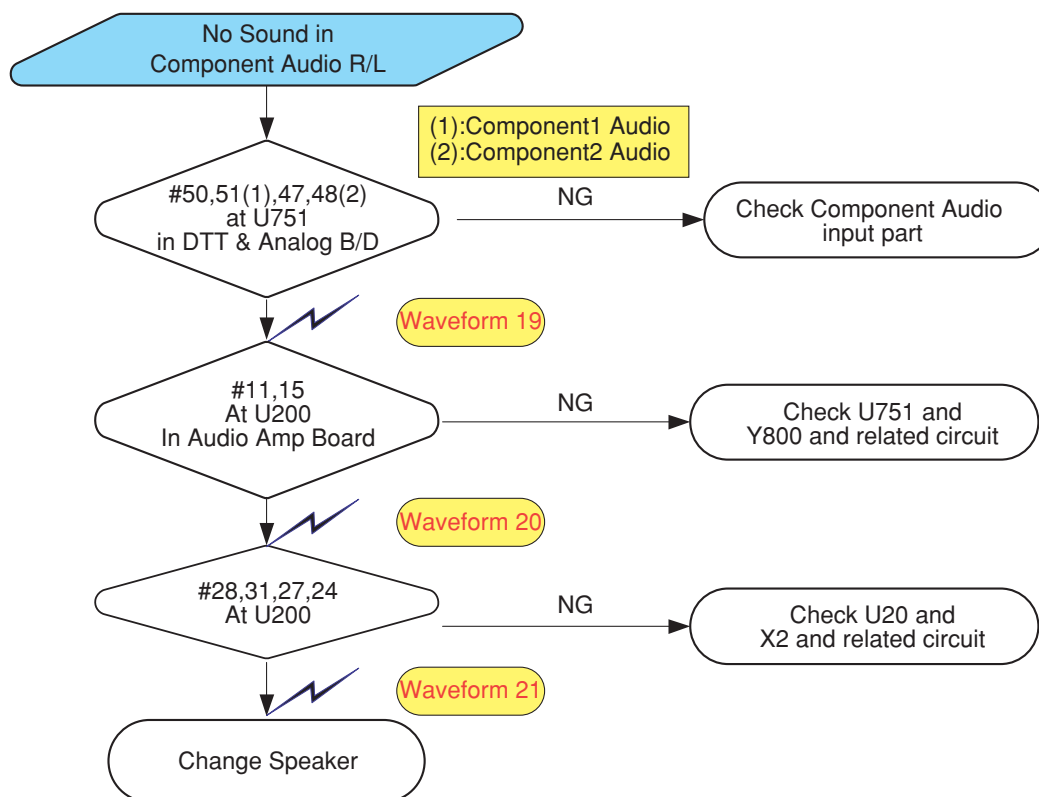 No Sound in
Component Audio R/L
(1):Component1 Audio
(2):Component2 Audio
#50,51(1),47,48(2)
at U751
in DTT & Analog B/D
NG
Check Component Audio
input part
Waveform 19
#11,15
At U200
In Audio Amp Board
NG
Check U751 and
Y800 and related circuit
Waveform 20
#28,31,27,24
At U200
NG
Check U20 and
X2 and related circuit
Waveform 21
Change Speaker